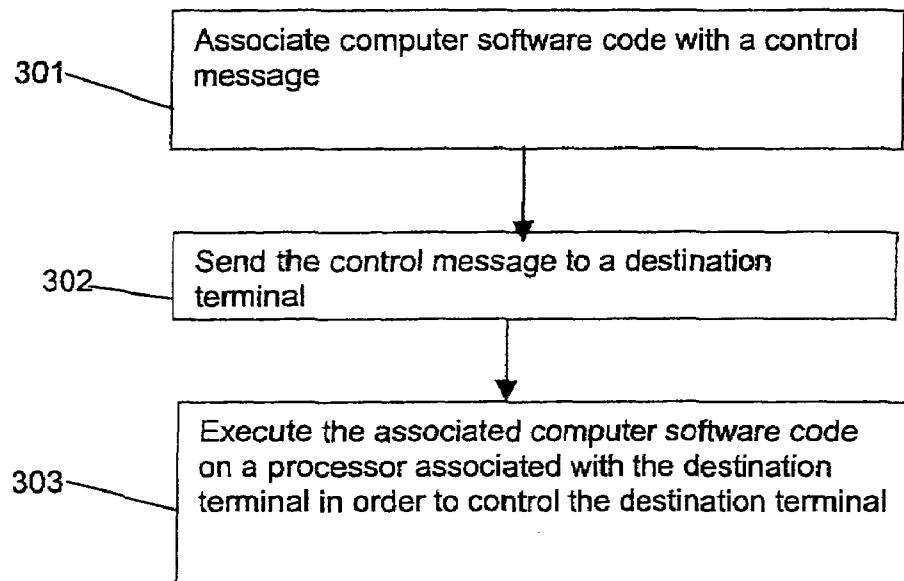 301
Associate computer software code with a control
message
302
Send the control message to a destination
terminal
303
Execute the associated computer software code
on a processor associated with the destination
terminal in order to control the destination terminal